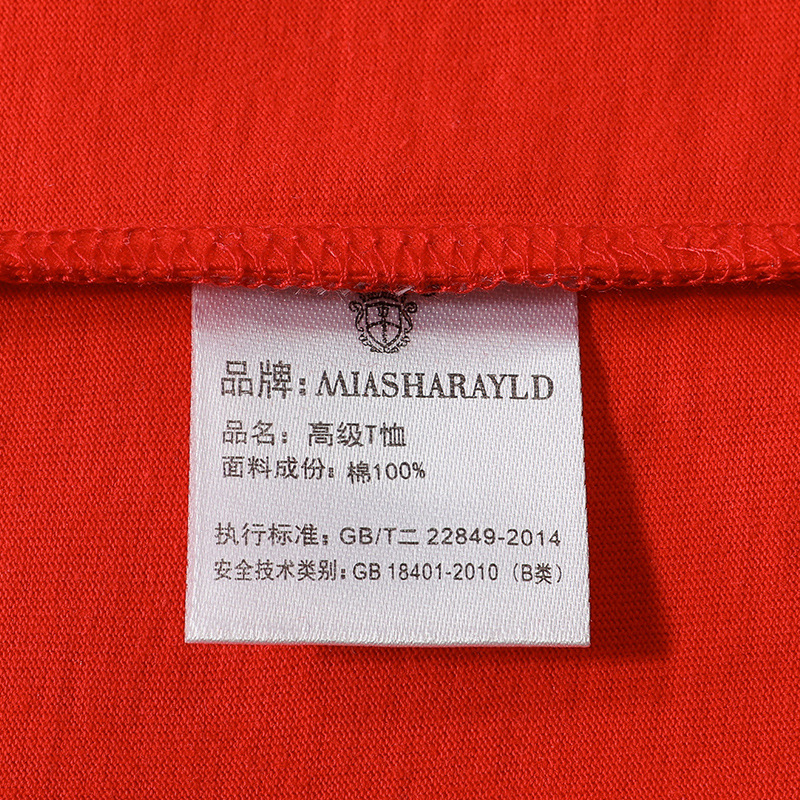 品牌: MIASHARAYLD
品名: 高级T恤
面料成份: 棉100%
执行标准: GB/T二 22849-2014
安全技术类别: GB 18401-2010 (B类)